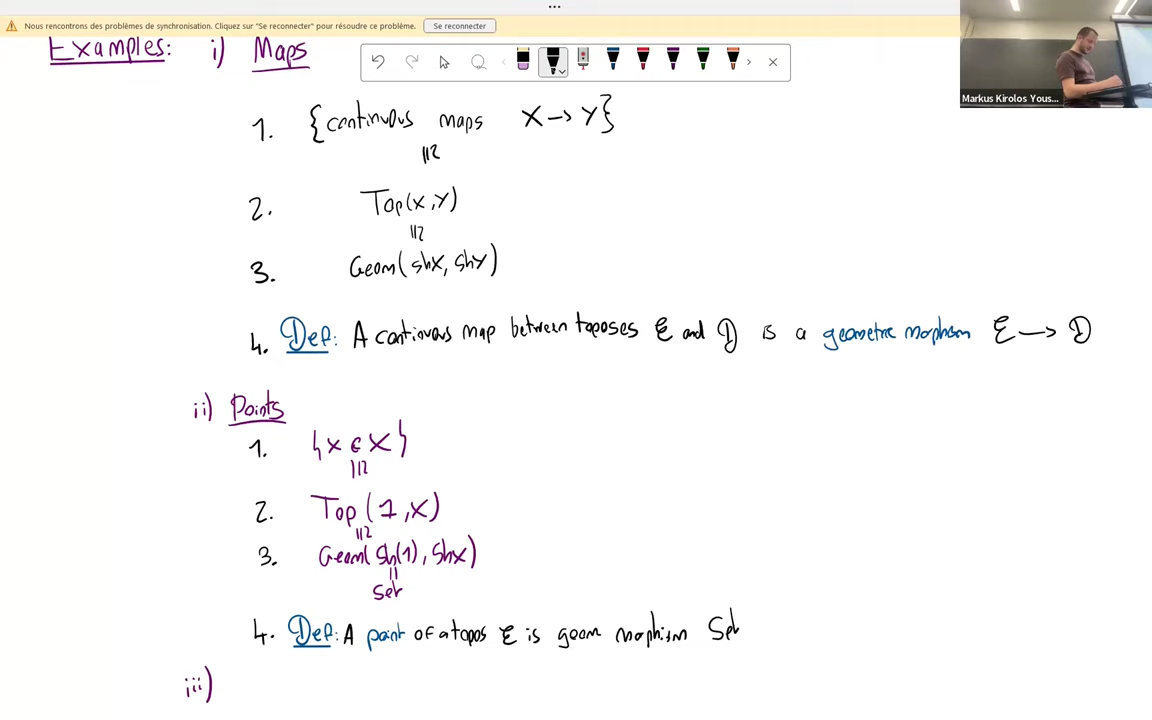 Nous rencontrons des problèmes de synchronisation. Cliquez sur "Se reconnecter" pour résoudre ce problème. Se reconnecter
Markus Kirolos Yous...
Examples: i) Maps
1. {continuous maps X → Y}
≅
2. Top(X,Y)
≅
3. Geom(ShX, ShY)
4. Def: A continuous map between toposes ℰ and 𝒟 is a geometric morphism ℰ → 𝒟
ii) Points
1. {x ∈ X}
≅
2. Top(1,X)
≅
3. Geom(Sh(1), ShX)
=
Set
4. Def: A point of a topos ℰ is geom morphism Set
iii)